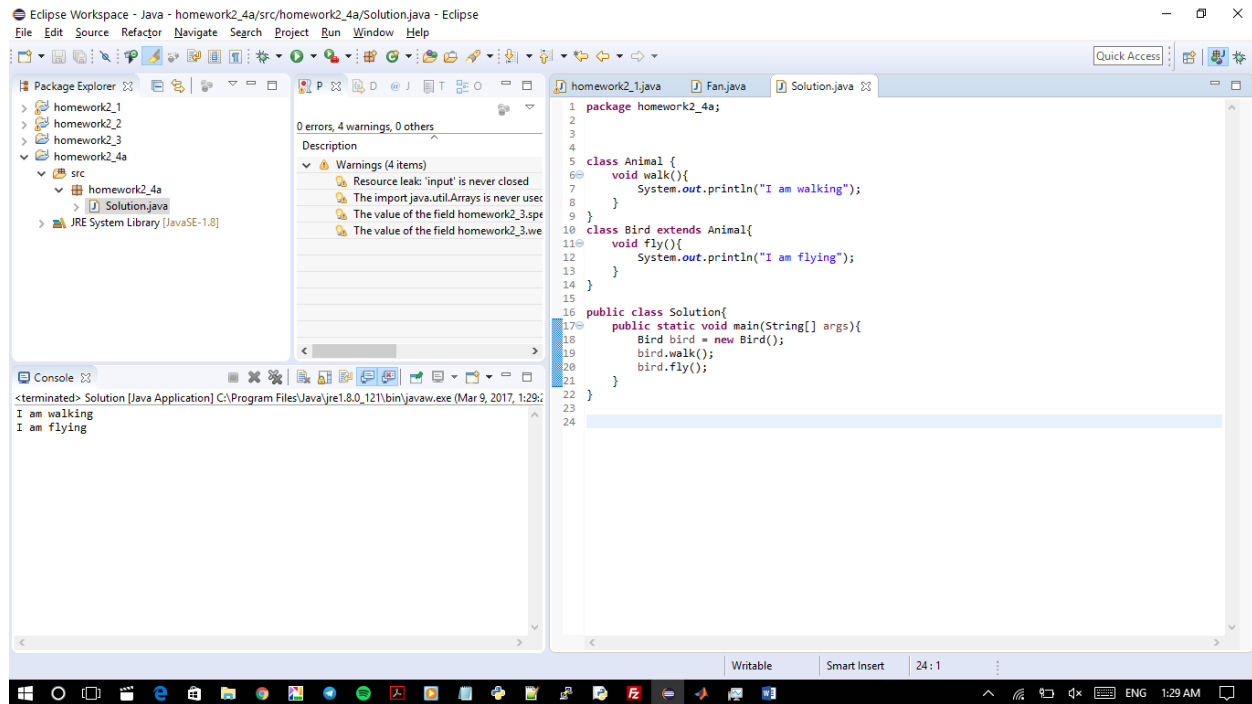 Eclipse Workspace - Java - homework2_4a/src/homework2_4a/Solution.java - Eclipse
File Edit Source Refactor Navigate Search Project Run Window Help
Quick Access
Package Explorer
homework2_1
homework2_2
homework2_3
homework2_4a
src
homework2_4a
Solution.java
JRE System Library [JavaSE-1.8]
P D @ J T O
0 errors, 4 warnings, 0 others
Description
Warnings (4 items)
Resource leak: 'input' is never closed
The import java.util.Arrays is never used
The value of the field homework2_3.spe
The value of the field homework2_3.we
homework2_1.java Fan.java Solution.java
1 package homework2_4a;
2
3
4
5 class Animal {
6 void walk(){
7 System.out.println("I am walking");
8 }
9 }
10 class Bird extends Animal{
11 void fly(){
12 System.out.println("I am flying");
13 }
14 }
15
16 public class Solution{
17 public static void main(String[] args){
18 Bird bird = new Bird();
19 bird.walk();
20 bird.fly();
21 }
22 }
23
24
Console
<terminated> Solution [Java Application] C:\Program Files\Java\jre1.8.0_121\bin\javaw.exe (Mar 9, 2017, 1:29:2
I am walking
I am flying
Writable Smart Insert 24 : 1
ENG 1:29 AM